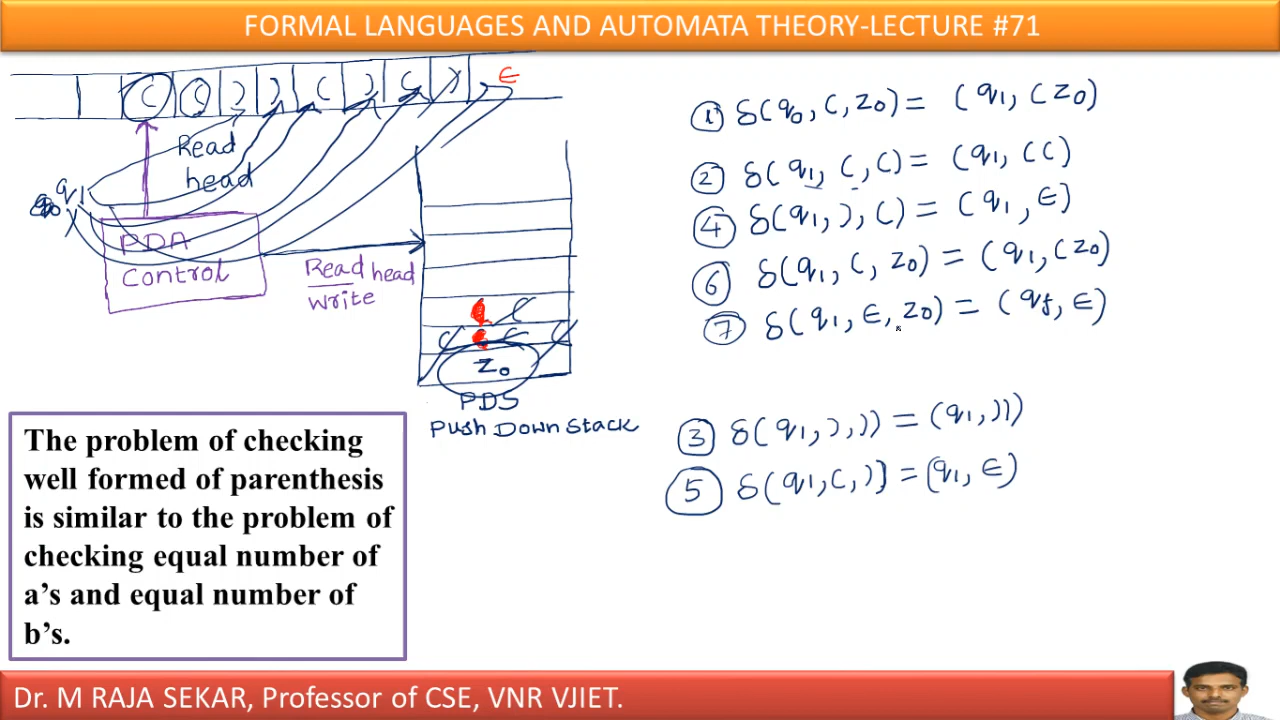 FORMAL LANGUAGES AND AUTOMATA THEORY-LECTURE #71
( ( ) ) ( ) ( ) ∈
Read
head
q1
PDA
Control
Read head
write
Z0
PDS
Push Down Stack
① δ(q0, (, Z0) = (q1, (Z0)
② δ(q1, (, () = (q1, (()
④ δ(q1, ), () = (q1, ∈)
⑥ δ(q1, (, Z0) = (q1, (Z0)
⑦ δ(q1, ∈, Z0) = (qf, ∈)
③ δ(q1, ), )) = (q1, )))
⑤ δ(q1, (, )) = (q1, ∈)
The problem of checking
well formed of parenthesis
is similar to the problem of
checking equal number of
a’s and equal number of
b’s.
Dr. M RAJA SEKAR, Professor of CSE, VNR VJIET.